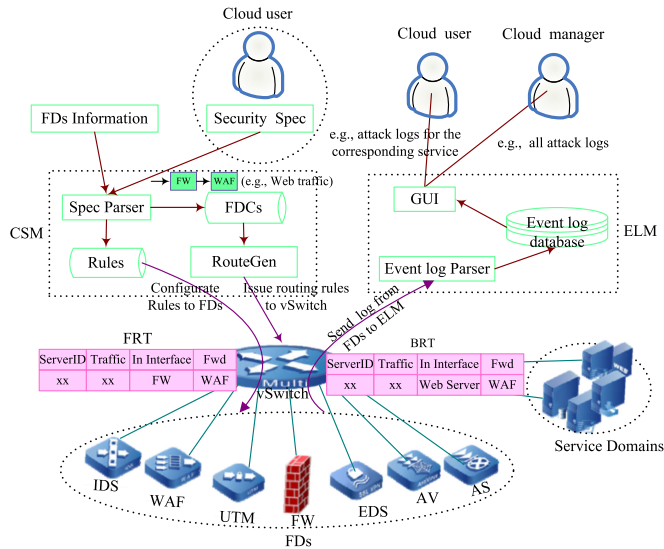 Cloud user
Cloud user
Cloud manager
FDs Information
Security Spec
e.g., attack logs for the
corresponding service
e.g., all attack logs
FW
WAF
(e.g., Web traffic)
Spec Parser
FDCs
GUI
CSM
Event log
database
ELM
Rules
RouteGen
Event log Parser
Configurate
Rules to FDs
Issue routing rules
to vSwitch
Send log from
FDs to ELM
FRT
BRT
ServerID Traffic In Interface Fwd
xx xx FW WAF
Multi
vSwitch
ServerID Traffic In Interface Fwd
xx xx Web Server WAF
Service Domains
IDS
WAF
UTM
FW
EDS
AV
AS
FDs